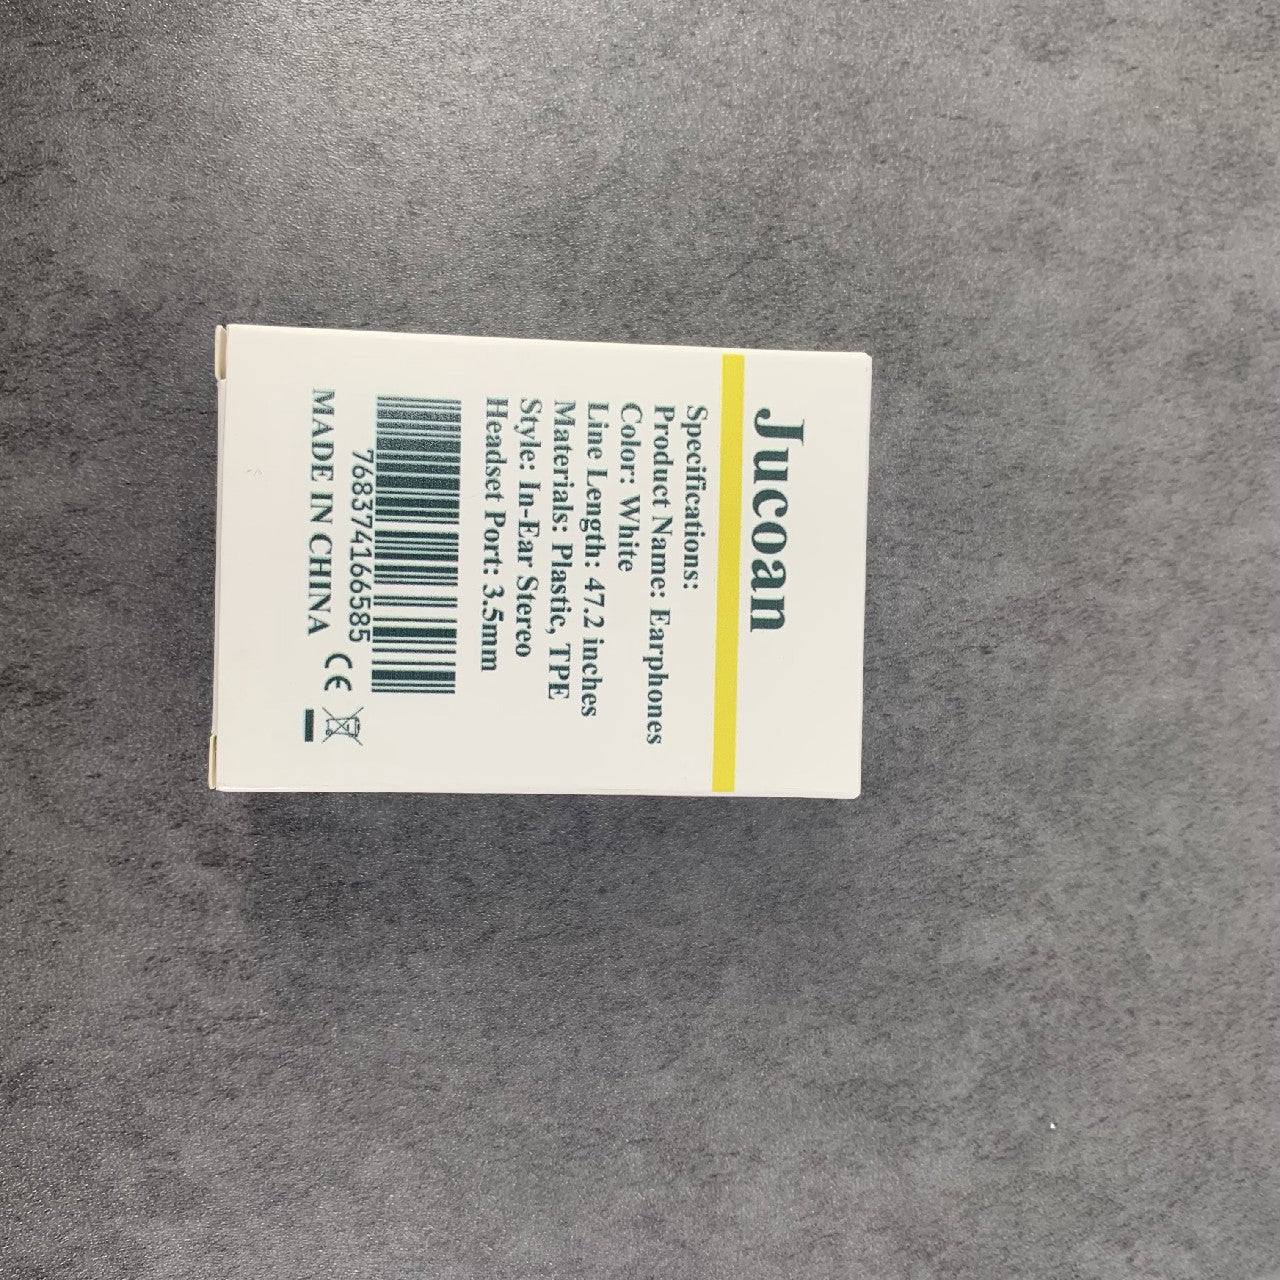 Jucoan
Specifications:
Product Name: Earphones
Color: White
Line Length: 47.2 inches
Materials: Plastic, TPE
Style: In-Ear Stereo
Headset Port: 3.5mm
768374166585
MADE IN CHINA CE